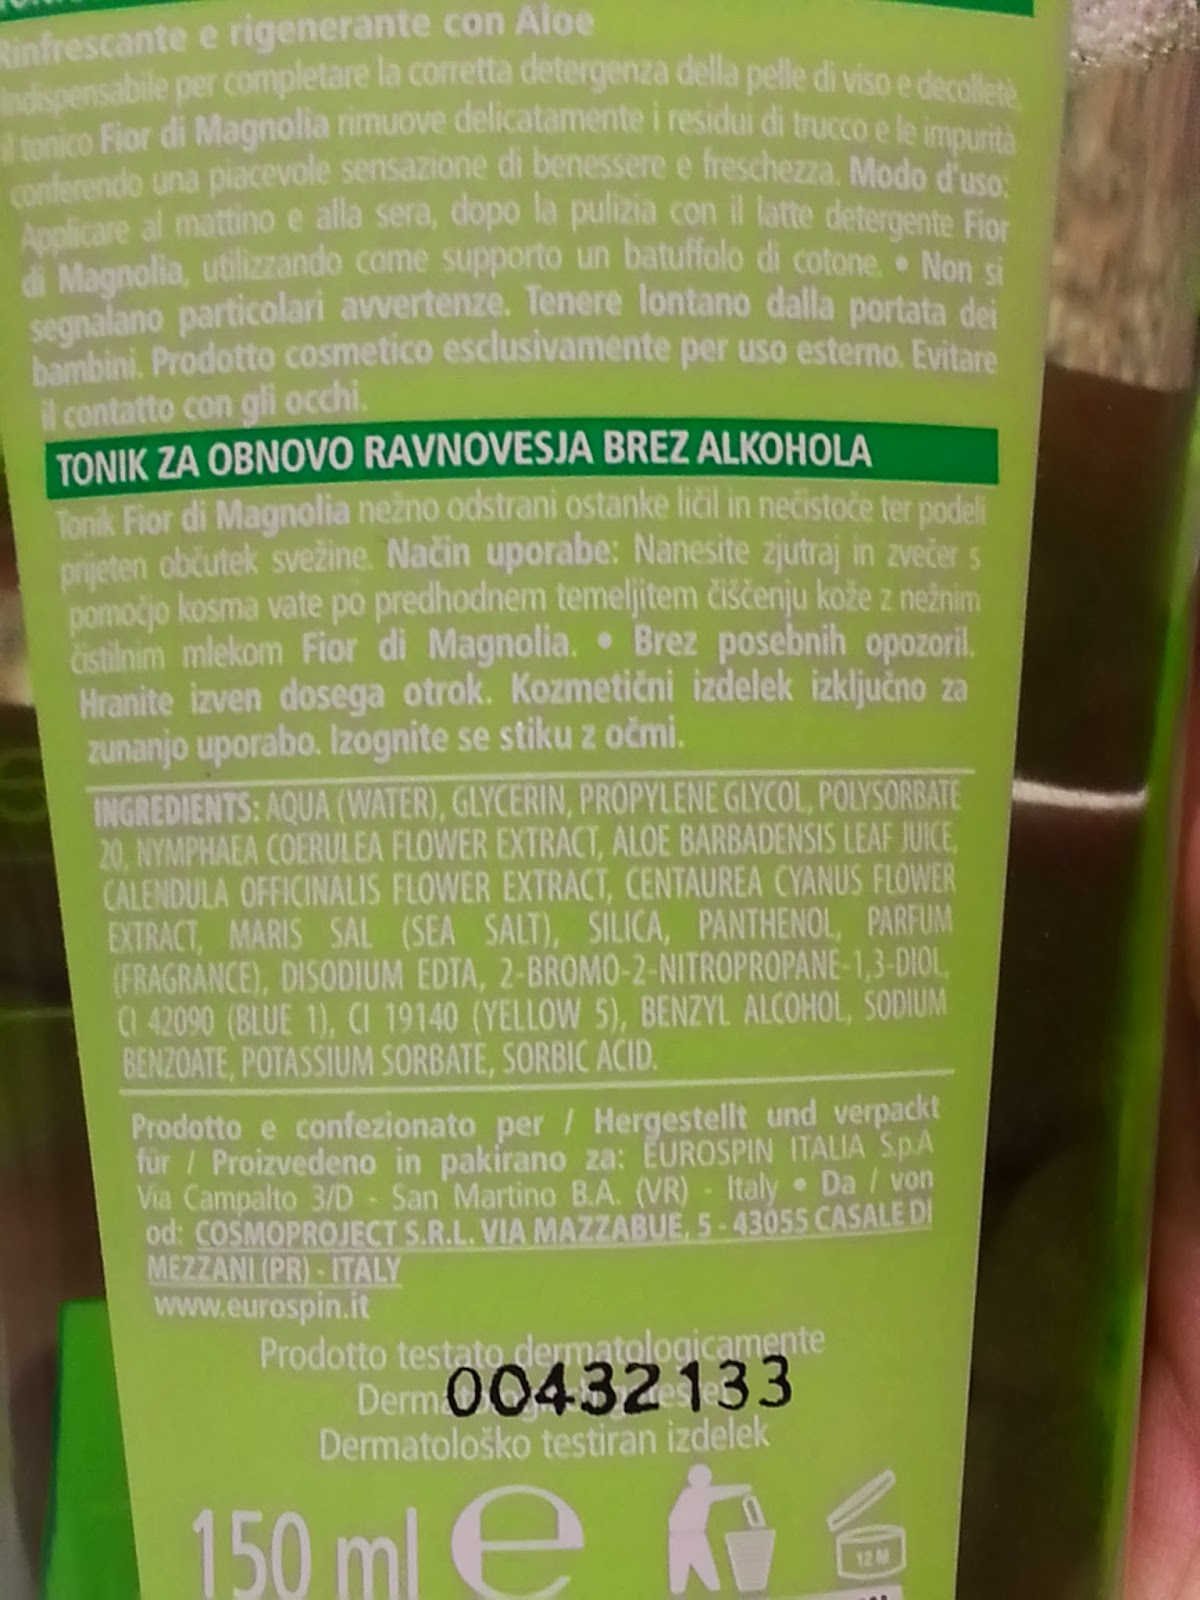 Rinfrescante e rigenerante con Aloe
Indispensabile per completare la corretta detergenza della pelle di viso e decolletè,
il tonico Fior di Magnolia rimuove delicatamente i residui di trucco e le impurità
conferendo una piacevole sensazione di benessere e freschezza. Modo d'uso:
Applicare al mattino e alla sera, dopo la pulizia con il latte detergente Fior
di Magnolia, utilizzando come supporto un batuffolo di cotone. • Non si
segnalano particolari avvertenze. Tenere lontano dalla portata dei
bambini. Prodotto cosmetico esclusivamente per uso esterno. Evitare
il contatto con gli occhi.
TONIK ZA OBNOVO RAVNOVESJA BREZ ALKOHOLA
Tonik Fior di Magnolia nežno odstrani ostanke ličil in nečistoče ter podeli
prijeten občutek svežine. Način uporabe: Nanesite zjutraj in zvečer s
pomočjo kosma vate po predhodnem temeljitem čiščenju kože z nežnim
čistilnim mlekom Fior di Magnolia. • Brez posebnih opozoril.
Hranite izven dosega otrok. Kozmetični izdelek izključno za
zunanjo uporabo. Izognite se stiku z očmi.
INGREDIENTS: AQUA (WATER), GLYCERIN, PROPYLENE GLYCOL, POLYSORBATE
20, NYMPHAEA COERULEA FLOWER EXTRACT, ALOE BARBADENSIS LEAF JUICE,
CALENDULA OFFICINALIS FLOWER EXTRACT, CENTAUREA CYANUS FLOWER
EXTRACT, MARIS SAL (SEA SALT), SILICA, PANTHENOL, PARFUM
(FRAGRANCE), DISODIUM EDTA, 2-BROMO-2-NITROPROPANE-1,3-DIOL,
CI 42090 (BLUE 1), CI 19140 (YELLOW 5), BENZYL ALCOHOL, SODIUM
BENZOATE, POTASSIUM SORBATE, SORBIC ACID.
Prodotto e confezionato per / Hergestellt und verpackt
für / Proizvedeno in pakirano za: EUROSPIN ITALIA S.p.A
Via Campalto 3/D - San Martino B.A. (VR) - Italy • Da / von
od: COSMOPROJECT S.R.L. VIA MAZZABUE, 5 - 43055 CASALE DI
MEZZANI (PR) - ITALY
www.eurospin.it
Prodotto testato dermatologicamente
00432133
Dermatološko testiran izdelek
150 ml e
12 M